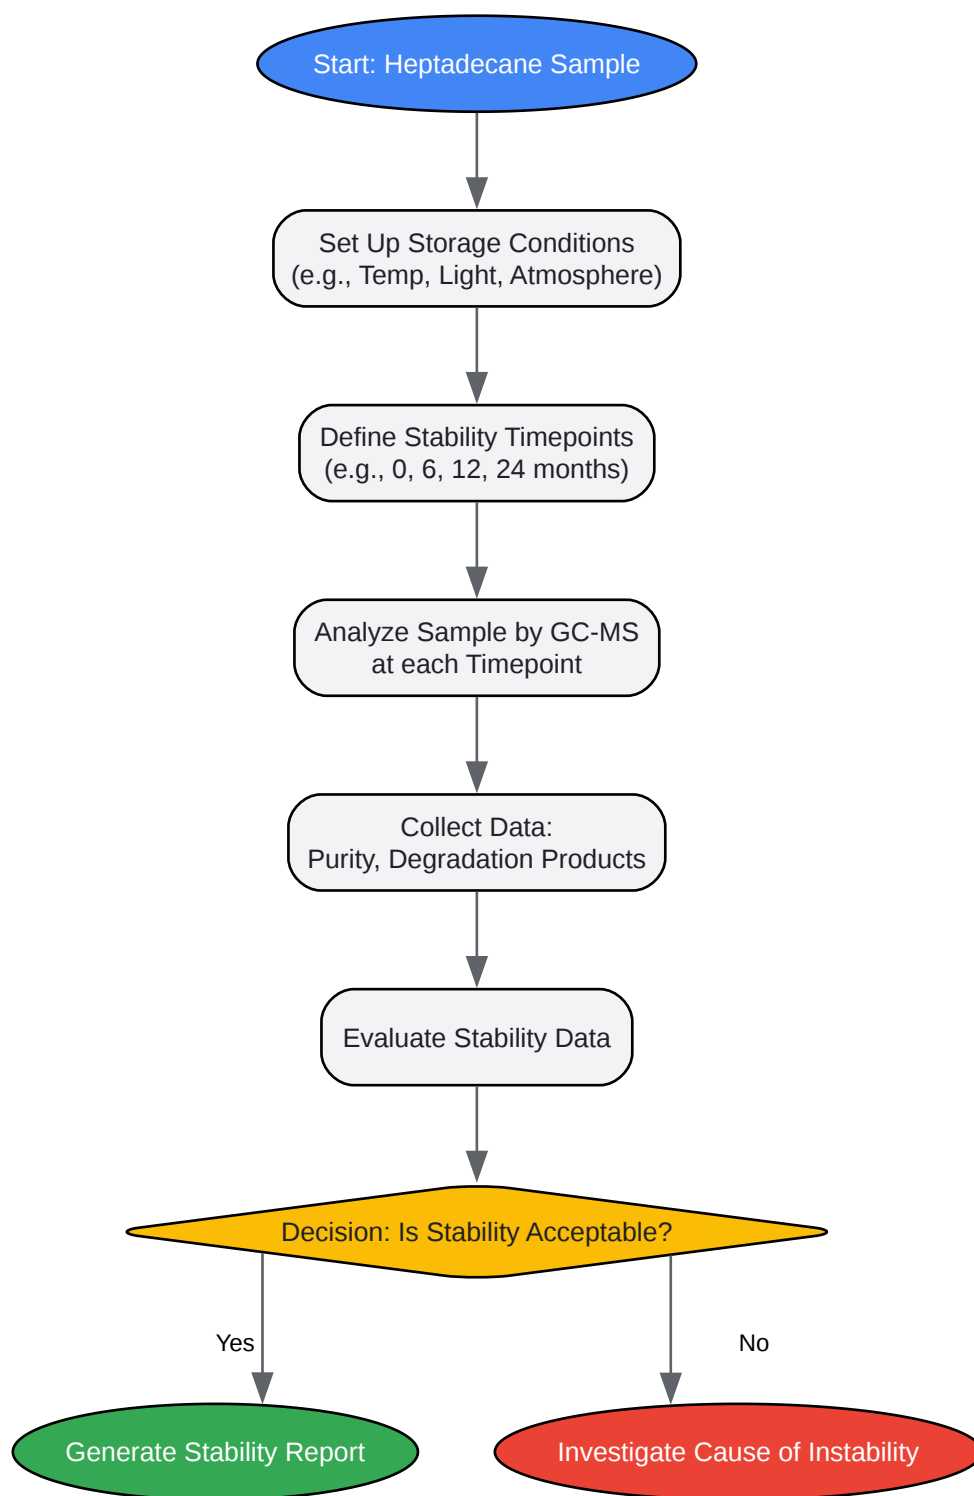 Start: Heptadecane Sample
Set Up Storage Conditions
(e.g., Temp, Light, Atmosphere)
Define Stability Timepoints
(e.g., 0, 6, 12, 24 months)
Analyze Sample by GC-MS
at each Timepoint
Collect Data:
Purity, Degradation Products
Evaluate Stability Data
Decision: Is Stability Acceptable?
Yes
No
Generate Stability Report
Investigate Cause of Instability